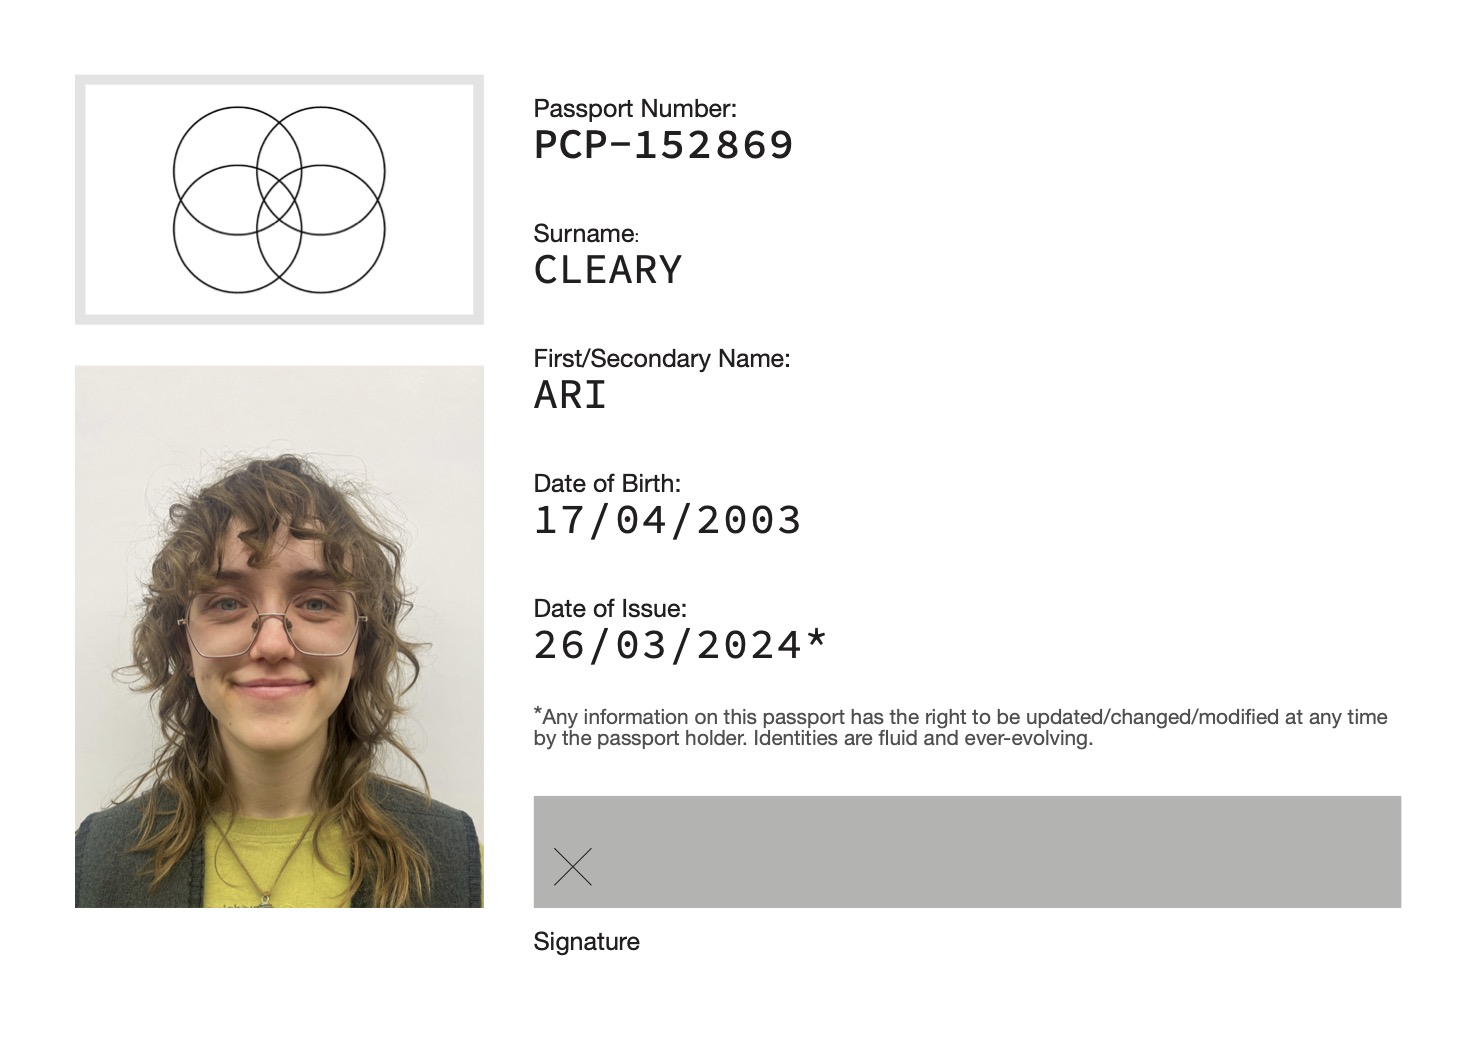 Passport Number:
PCP-152869
Surname:
CLEARY
First/Secondary Name:
ARI
Date of Birth:
17/04/2003
Date of Issue:
26/03/2024*
*Any information on this passport has the right to be updated/changed/modified at any time
by the passport holder. Identities are fluid and ever-evolving.
Signature